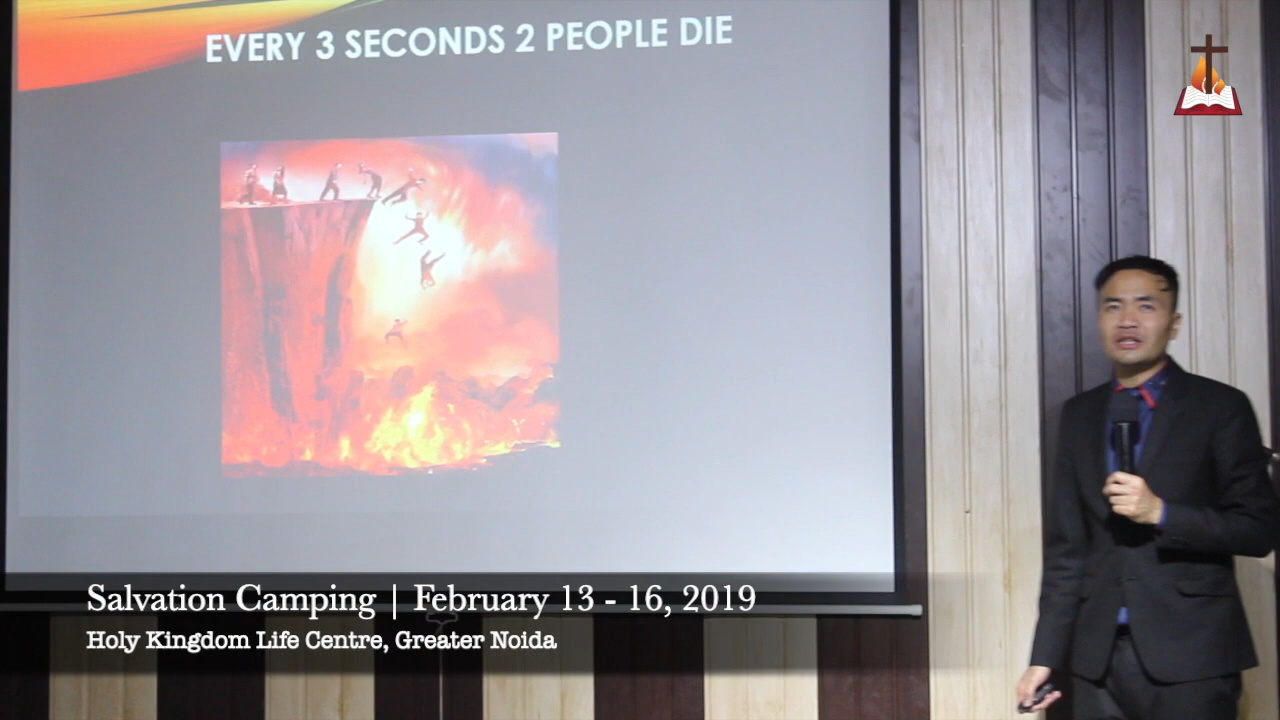 EVERY 3 SECONDS 2 PEOPLE DIE
Salvation Camping | February 13 - 16, 2019
Holy Kingdom Life Centre, Greater Noida